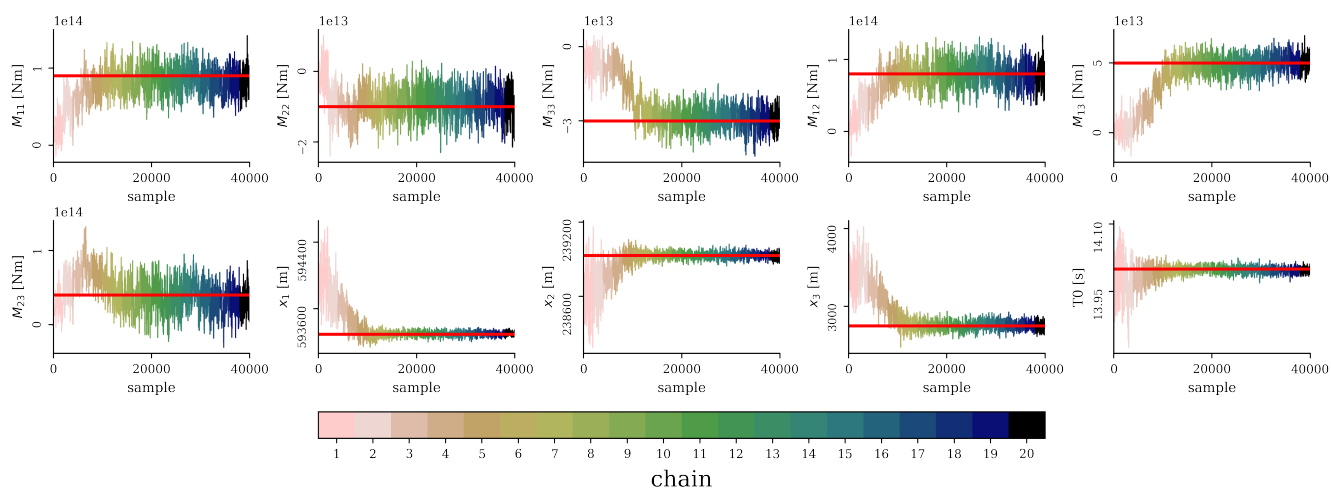 1e14
1e13
1e13
1e14
1e13
M11 [Nm]
1
0
M22 [Nm]
0
−2
M33 [Nm]
0
−3
M12 [Nm]
1
0
M13 [Nm]
5
0
0 20000 40000
0 20000 40000
0 20000 40000
0 20000 40000
0 20000 40000
sample
sample
sample
sample
sample
1e14
M23 [Nm]
1
0
x1 [m]
594400
593600
x2 [m]
239200
238600
x3 [m]
4000
3000
T0 [s]
14.10
13.95
0 20000 40000
0 20000 40000
0 20000 40000
0 20000 40000
0 20000 40000
sample
sample
sample
sample
sample
1 2 3 4 5 6 7 8 9 10 11 12 13 14 15 16 17 18 19 20
chain